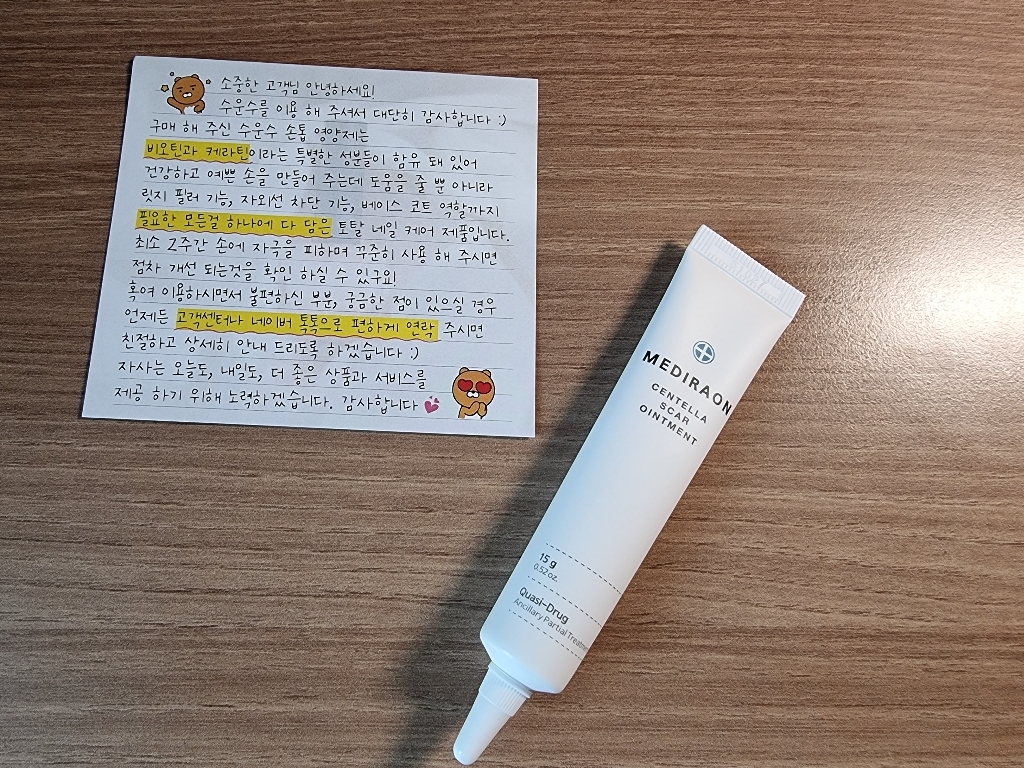 소중한 고객님 안녕하세요!
수운수를 이용 해 주셔서 대단히 감사합니다 :)
구매 해 주신 수운수 손톱 영양제는
비오틴과 케라틴이라는 특별한 성분들이 함유 돼 있어
건강하고 예쁜 손을 만들어 주는데 도움을 줄 뿐 아니라
릿지 필러 기능, 자외선 차단 기능, 베이스 코트 역할까지
필요한 모든걸 하나에 다 담은 토탈 네일 케어 제품입니다.
최소 2주간 손에 자극을 피하며 꾸준히 사용 해 주시면
점차 개선 되는것을 확인 하실 수 있구요!
혹여 이용하시면서 불편하신 부분, 궁금한 점이 있으실 경우
언제든 고객센터나 네이버 톡톡으로 편하게 연락 주시면
친절하고 상세히 안내 드리도록 하겠습니다 :)
자사는 오늘도, 내일도, 더 좋은 상품과 서비스를
제공 하기 위해 노력하겠습니다. 감사합니다
MEDIRAON
CENTELLA
SCAR
OINTMENT
15 g
0.52 oz.
Quasi-Drug
Ancillary Partial Treatment